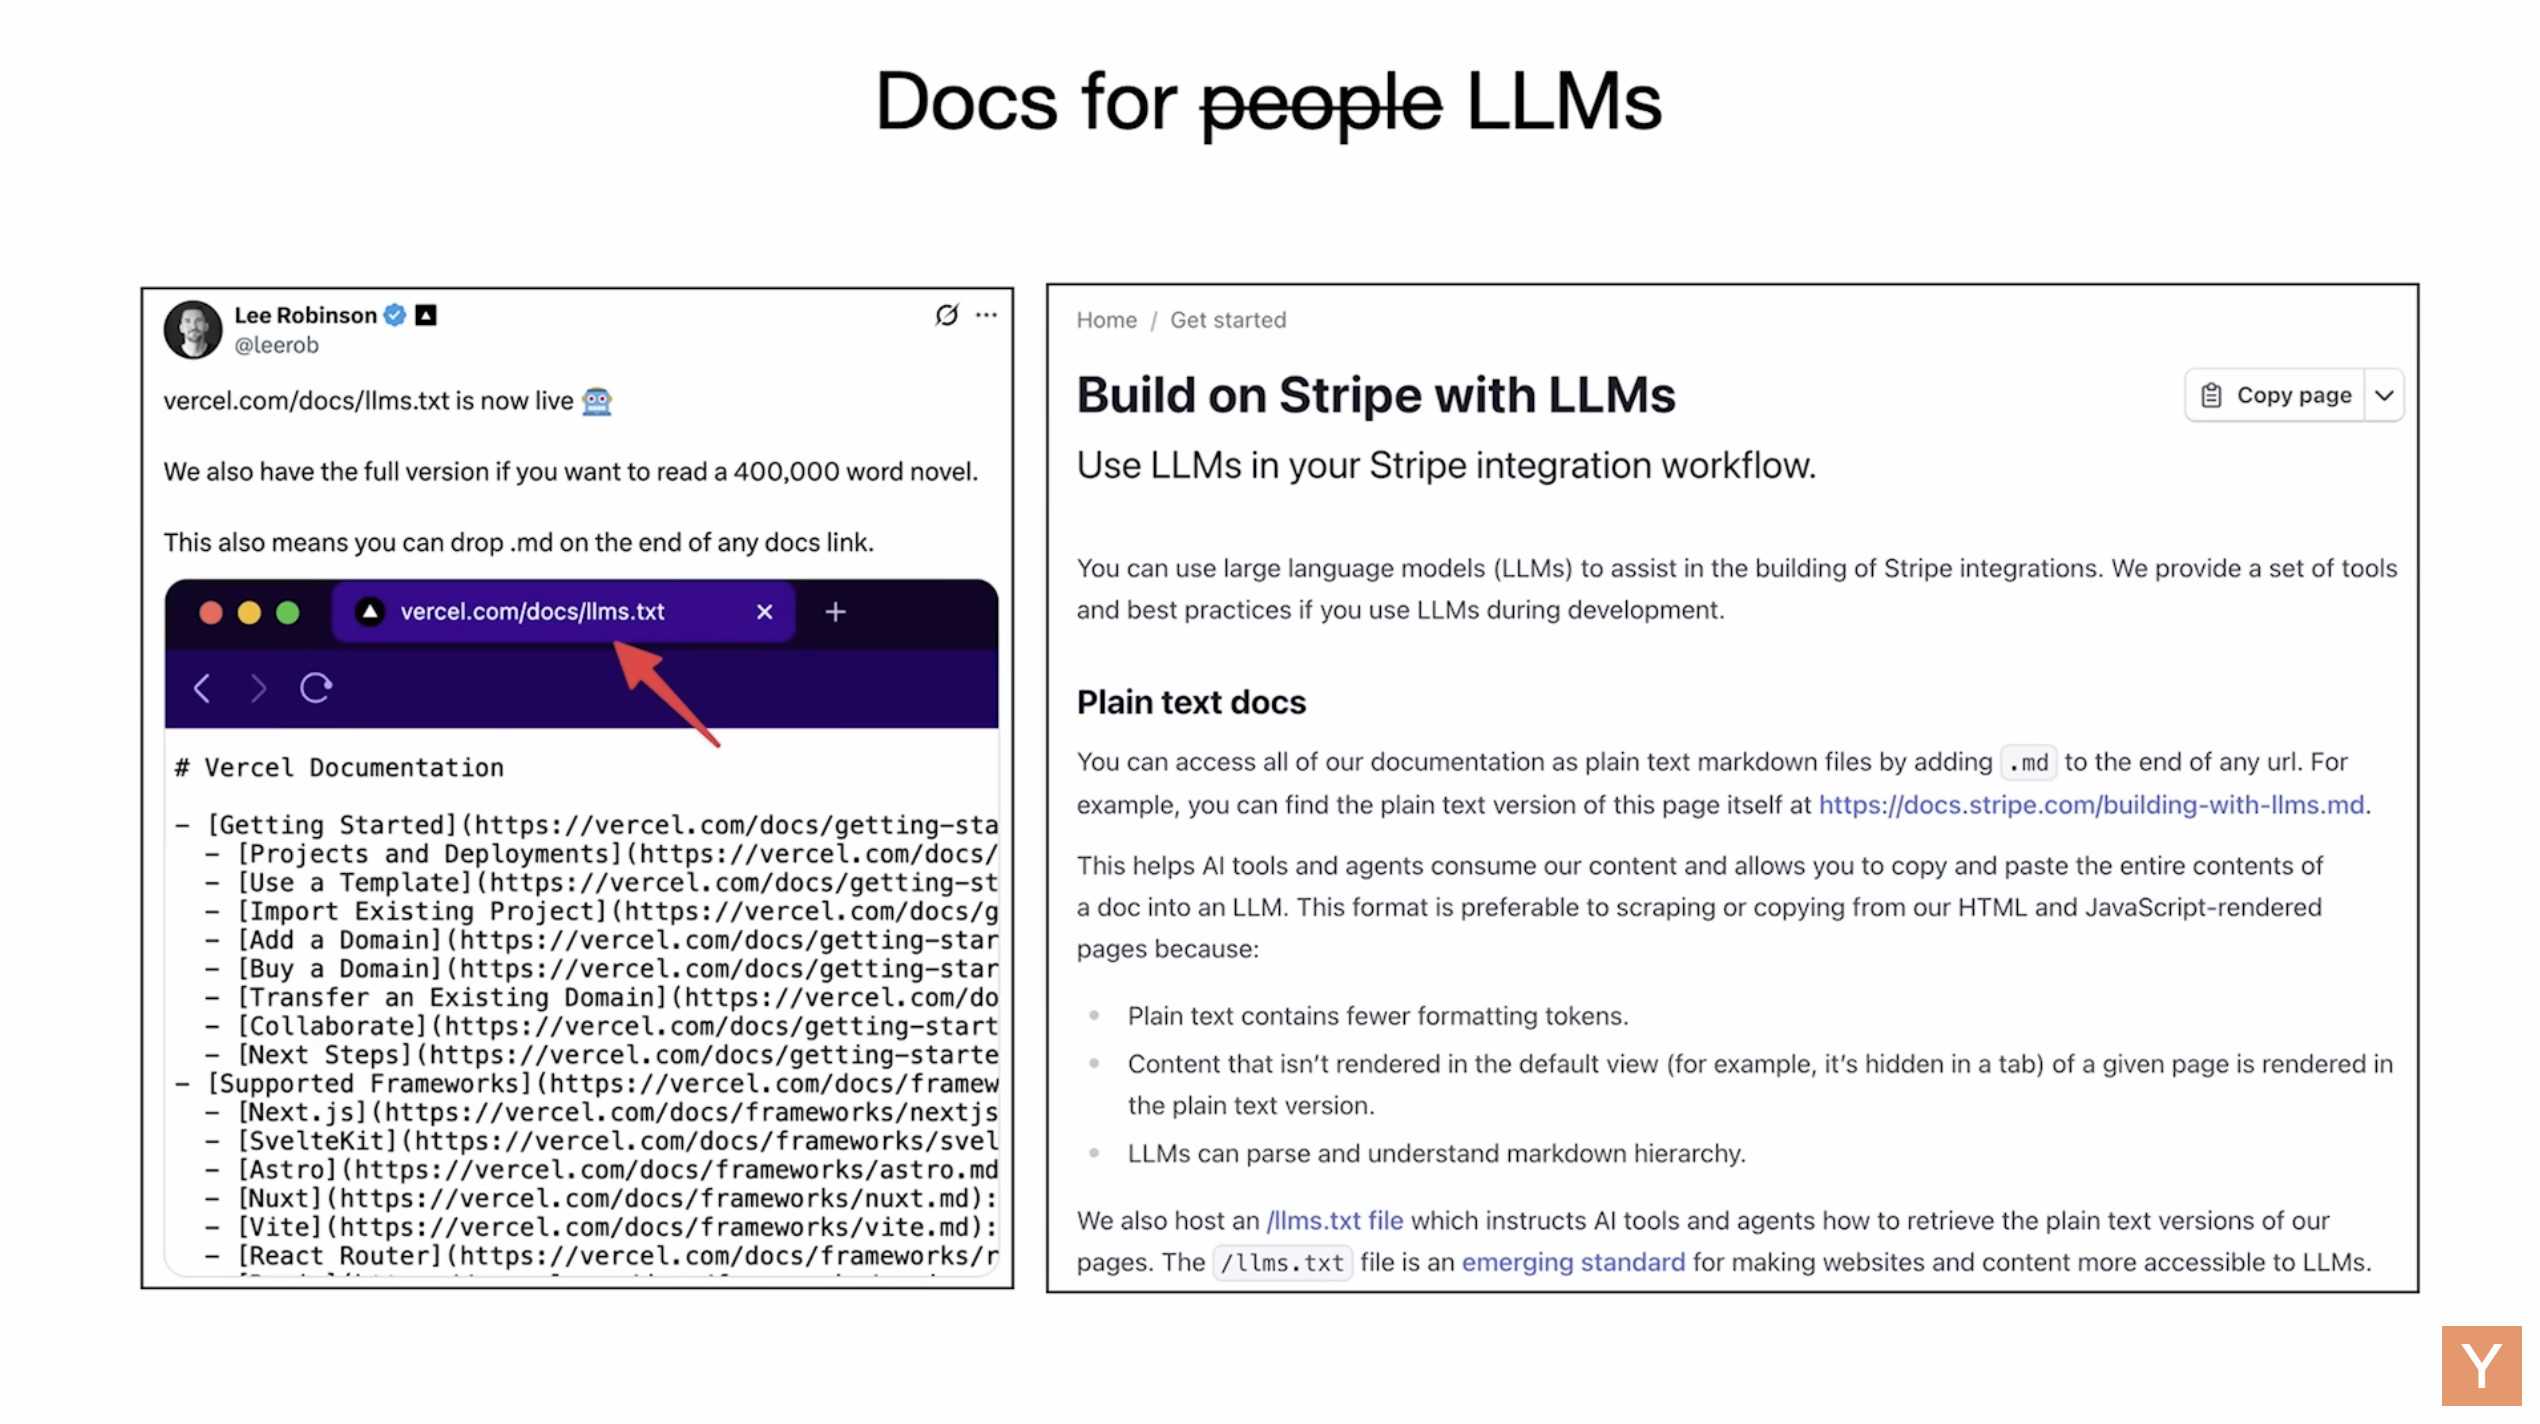 Docs for people LLMs
Lee Robinson
@leerob
vercel.com/docs/llms.txt is now live 🤖
We also have the full version if you want to read a 400,000 word novel.
This also means you can drop .md on the end of any docs link.
vercel.com/docs/llms.txt
# Vercel Documentation
- [Getting Started](https://vercel.com/docs/getting-sta
- [Projects and Deployments](https://vercel.com/docs/
- [Use a Template](https://vercel.com/docs/getting-st
- [Import Existing Project](https://vercel.com/docs/g
- [Add a Domain](https://vercel.com/docs/getting-star
- [Buy a Domain](https://vercel.com/docs/getting-star
- [Transfer an Existing Domain](https://vercel.com/do
- [Collaborate](https://vercel.com/docs/getting-start
- [Next Steps](https://vercel.com/docs/getting-starte
- [Supported Frameworks](https://vercel.com/docs/framew
- [Next.js](https://vercel.com/docs/frameworks/nextjs
- [SvelteKit](https://vercel.com/docs/frameworks/svel
- [Astro](https://vercel.com/docs/frameworks/astro.md
- [Nuxt](https://vercel.com/docs/frameworks/nuxt.md):
- [Vite](https://vercel.com/docs/frameworks/vite.md):
- [React Router](https://vercel.com/docs/frameworks/r
Home / Get started
Build on Stripe with LLMs
Copy page
Use LLMs in your Stripe integration workflow.
You can use large language models (LLMs) to assist in the building of Stripe integrations. We provide a set of tools
and best practices if you use LLMs during development.
Plain text docs
You can access all of our documentation as plain text markdown files by adding .md to the end of any url. For
example, you can find the plain text version of this page itself at https://docs.stripe.com/building-with-llms.md.
This helps AI tools and agents consume our content and allows you to copy and paste the entire contents of
a doc into an LLM. This format is preferable to scraping or copying from our HTML and JavaScript-rendered
pages because:
Plain text contains fewer formatting tokens.
Content that isn't rendered in the default view (for example, it's hidden in a tab) of a given page is rendered in
the plain text version.
LLMs can parse and understand markdown hierarchy.
We also host an /llms.txt file which instructs AI tools and agents how to retrieve the plain text versions of our
pages. The /llms.txt file is an emerging standard for making websites and content more accessible to LLMs.
Y